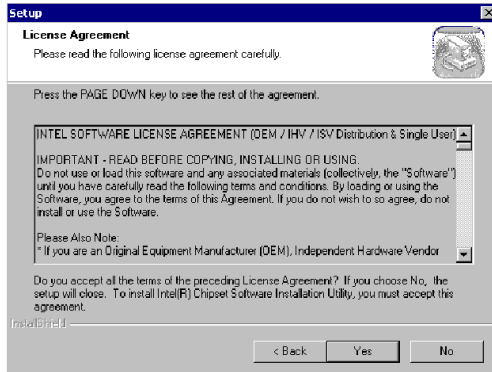 Setup
License Agreement
Please read the following license agreement carefully.
Press the PAGE DOWN key to see the rest of the agreement.
INTEL SOFTWARE LICENSE AGREEMENT (OEM / IHV / ISV Distribution & Single User)
IMPORTANT - READ BEFORE COPYING, INSTALLING OR USING.
Do not use or load this software and any associated materials (collectively, the "Software")
until you have carefully read the following terms and conditions. By loading or using the
Software, you agree to the terms of this Agreement. If you do not wish to so agree, do not
install or use the Software.
Please Also Note:
* If you are an Original Equipment Manufacturer (OEM), Independent Hardware Vendor
Do you accept all the terms of the preceding License Agreement? If you choose No, the
setup will close. To install Intel(R) Chipset Software Installation Utility, you must accept this
agreement.
InstallShield
< Back Yes No